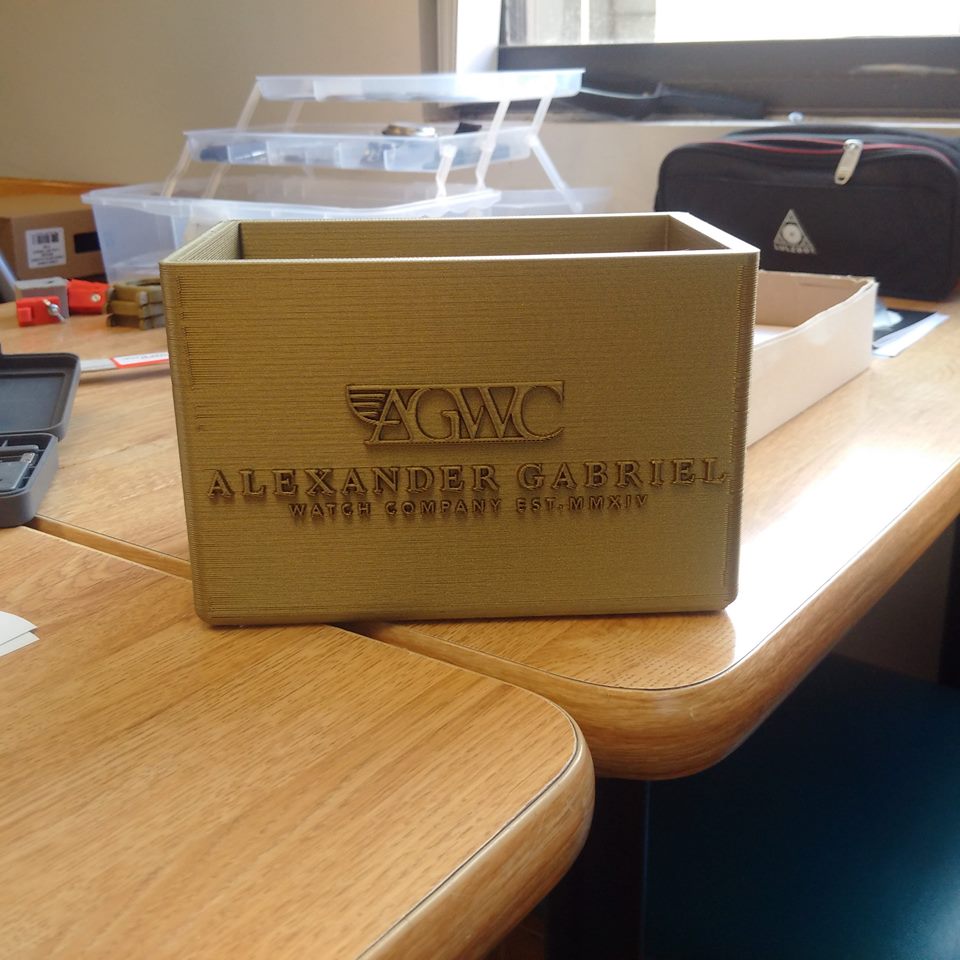 AGWC
ALEXANDER GABRIEL
WATCH COMPANY EST. MMXIV